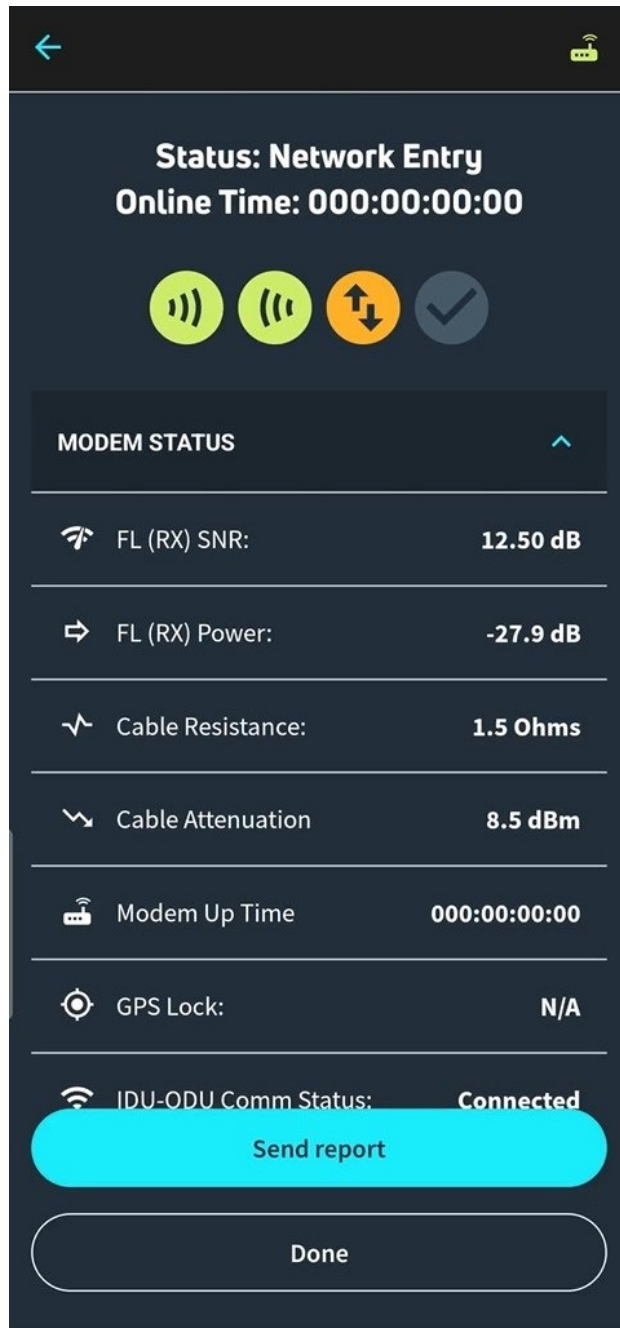 Status: Network Entry
Online Time: 000:00:00:00
MODEM STATUS
FL (RX) SNR: 12.50 dB
FL (RX) Power: -27.9 dB
Cable Resistance: 1.5 Ohms
Cable Attenuation 8.5 dBm
Modem Up Time 000:00:00:00
GPS Lock: N/A
IDU-ODU Comm Status: Connected
Send report
Done